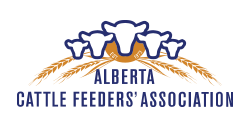 ALBERTA
CATTLE FEEDERS' ASSOCIATION